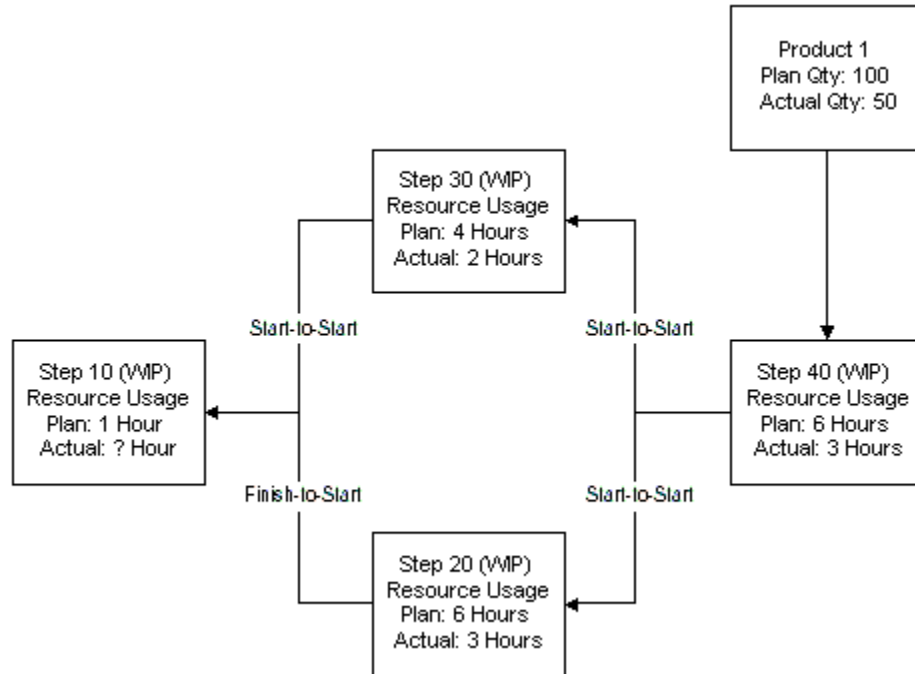 Product 1
Plan Qty: 100
Actual Qty: 50
Step 30 (WIP)
Resource Usage
Plan: 4 Hours
Actual: 2 Hours
Start-to-Start
Start-to-Start
Step 10 (WIP)
Resource Usage
Plan: 1 Hour
Actual: ? Hour
Step 40 (WIP)
Resource Usage
Plan: 6 Hours
Actual: 3 Hours
Finish-to-Start
Start-to-Start
Step 20 (WIP)
Resource Usage
Plan: 6 Hours
Actual: 3 Hours